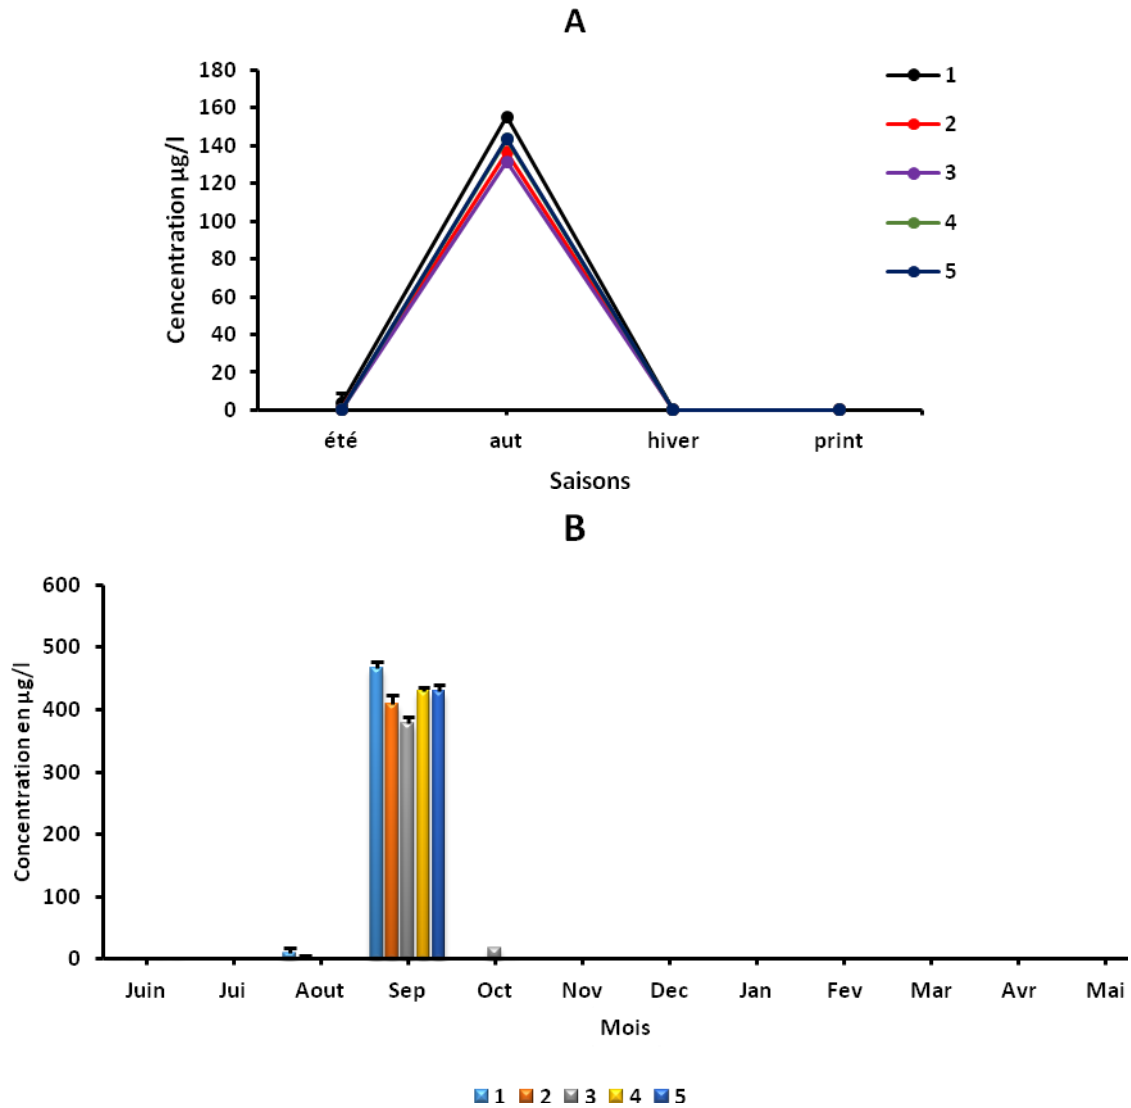 A
180
160
140
120
100
80
60
40
20
0
Cencentration µg/l
été aut hiver print
Saisons
1
2
3
4
5
B
600
500
400
300
200
100
0
Concentration en µg/l
Juin Jui Aout Sep Oct Nov Dec Jan Fev Mar Avr Mai
Mois
1 2 3 4 5